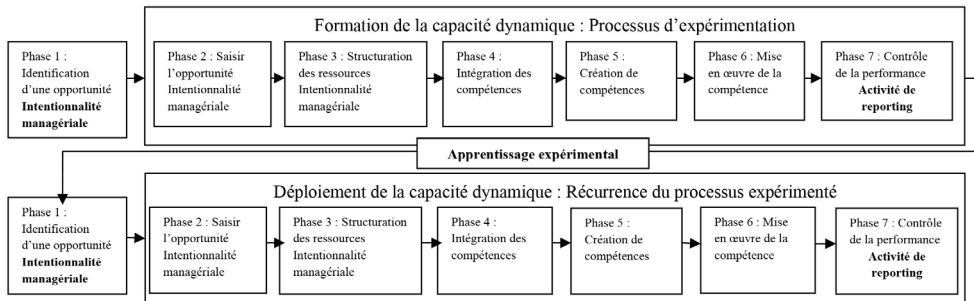 Formation de la capacité dynamique : Processus d’expérimentation
Phase 1 :
Identification
d’une opportunité
Intentionnalité
managériale
Phase 2 : Saisir
l’opportunité
Intentionnalité
managériale
Phase 3 : Structuration
des ressources
Intentionnalité
managériale
Phase 4 :
Intégration des
compétences
Phase 5 :
Création de
compétences
Phase 6 : Mise
en œuvre de la
compétence
Phase 7 : Contrôle
de la performance
Activité de
reporting
Apprentissage expérimental
Déploiement de la capacité dynamique : Récurrence du processus expérimenté
Phase 1 :
Identification
d’une opportunité
Intentionnalité
managériale
Phase 2 : Saisir
l’opportunité
Intentionnalité
managériale
Phase 3 : Structuration
des ressources
Intentionnalité
managériale
Phase 4 :
Intégration des
compétences
Phase 5 :
Création de
compétences
Phase 6 : Mise
en œuvre de la
compétence
Phase 7 : Contrôle
de la performance
Activité de
reporting